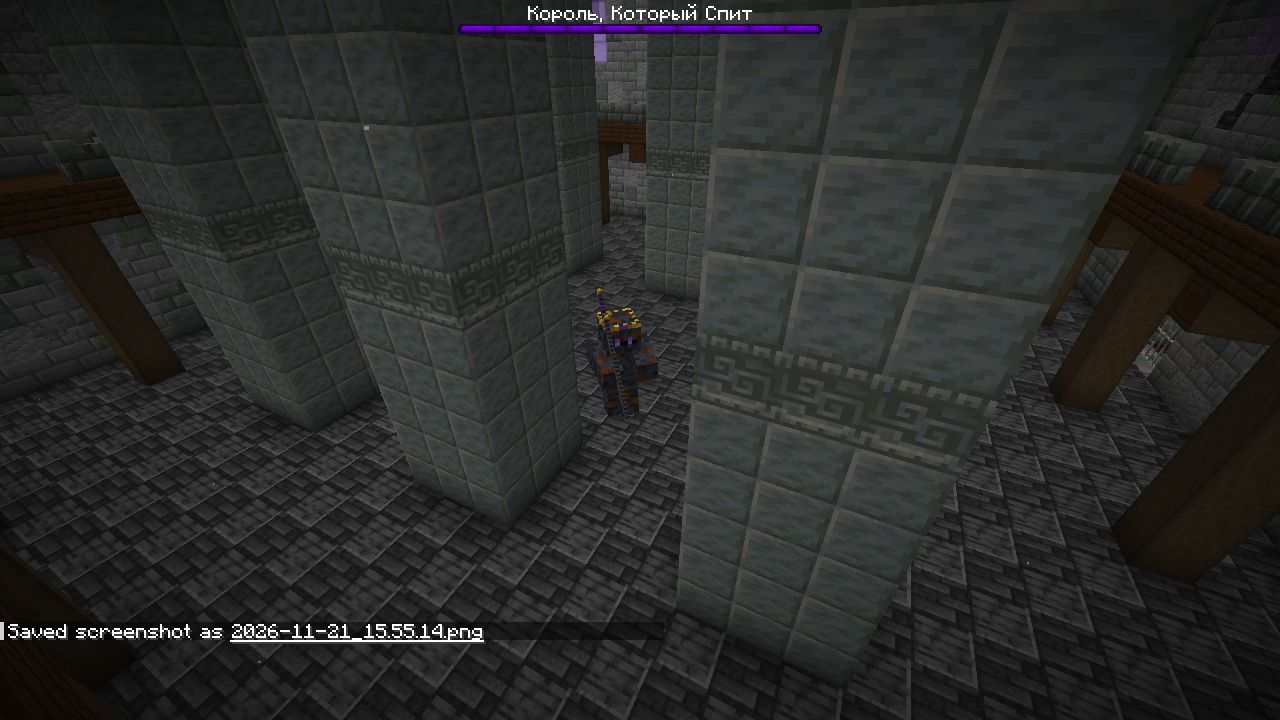 Король, Который Спит
Saved screenshot as 2026-11-21_15.55.14.png